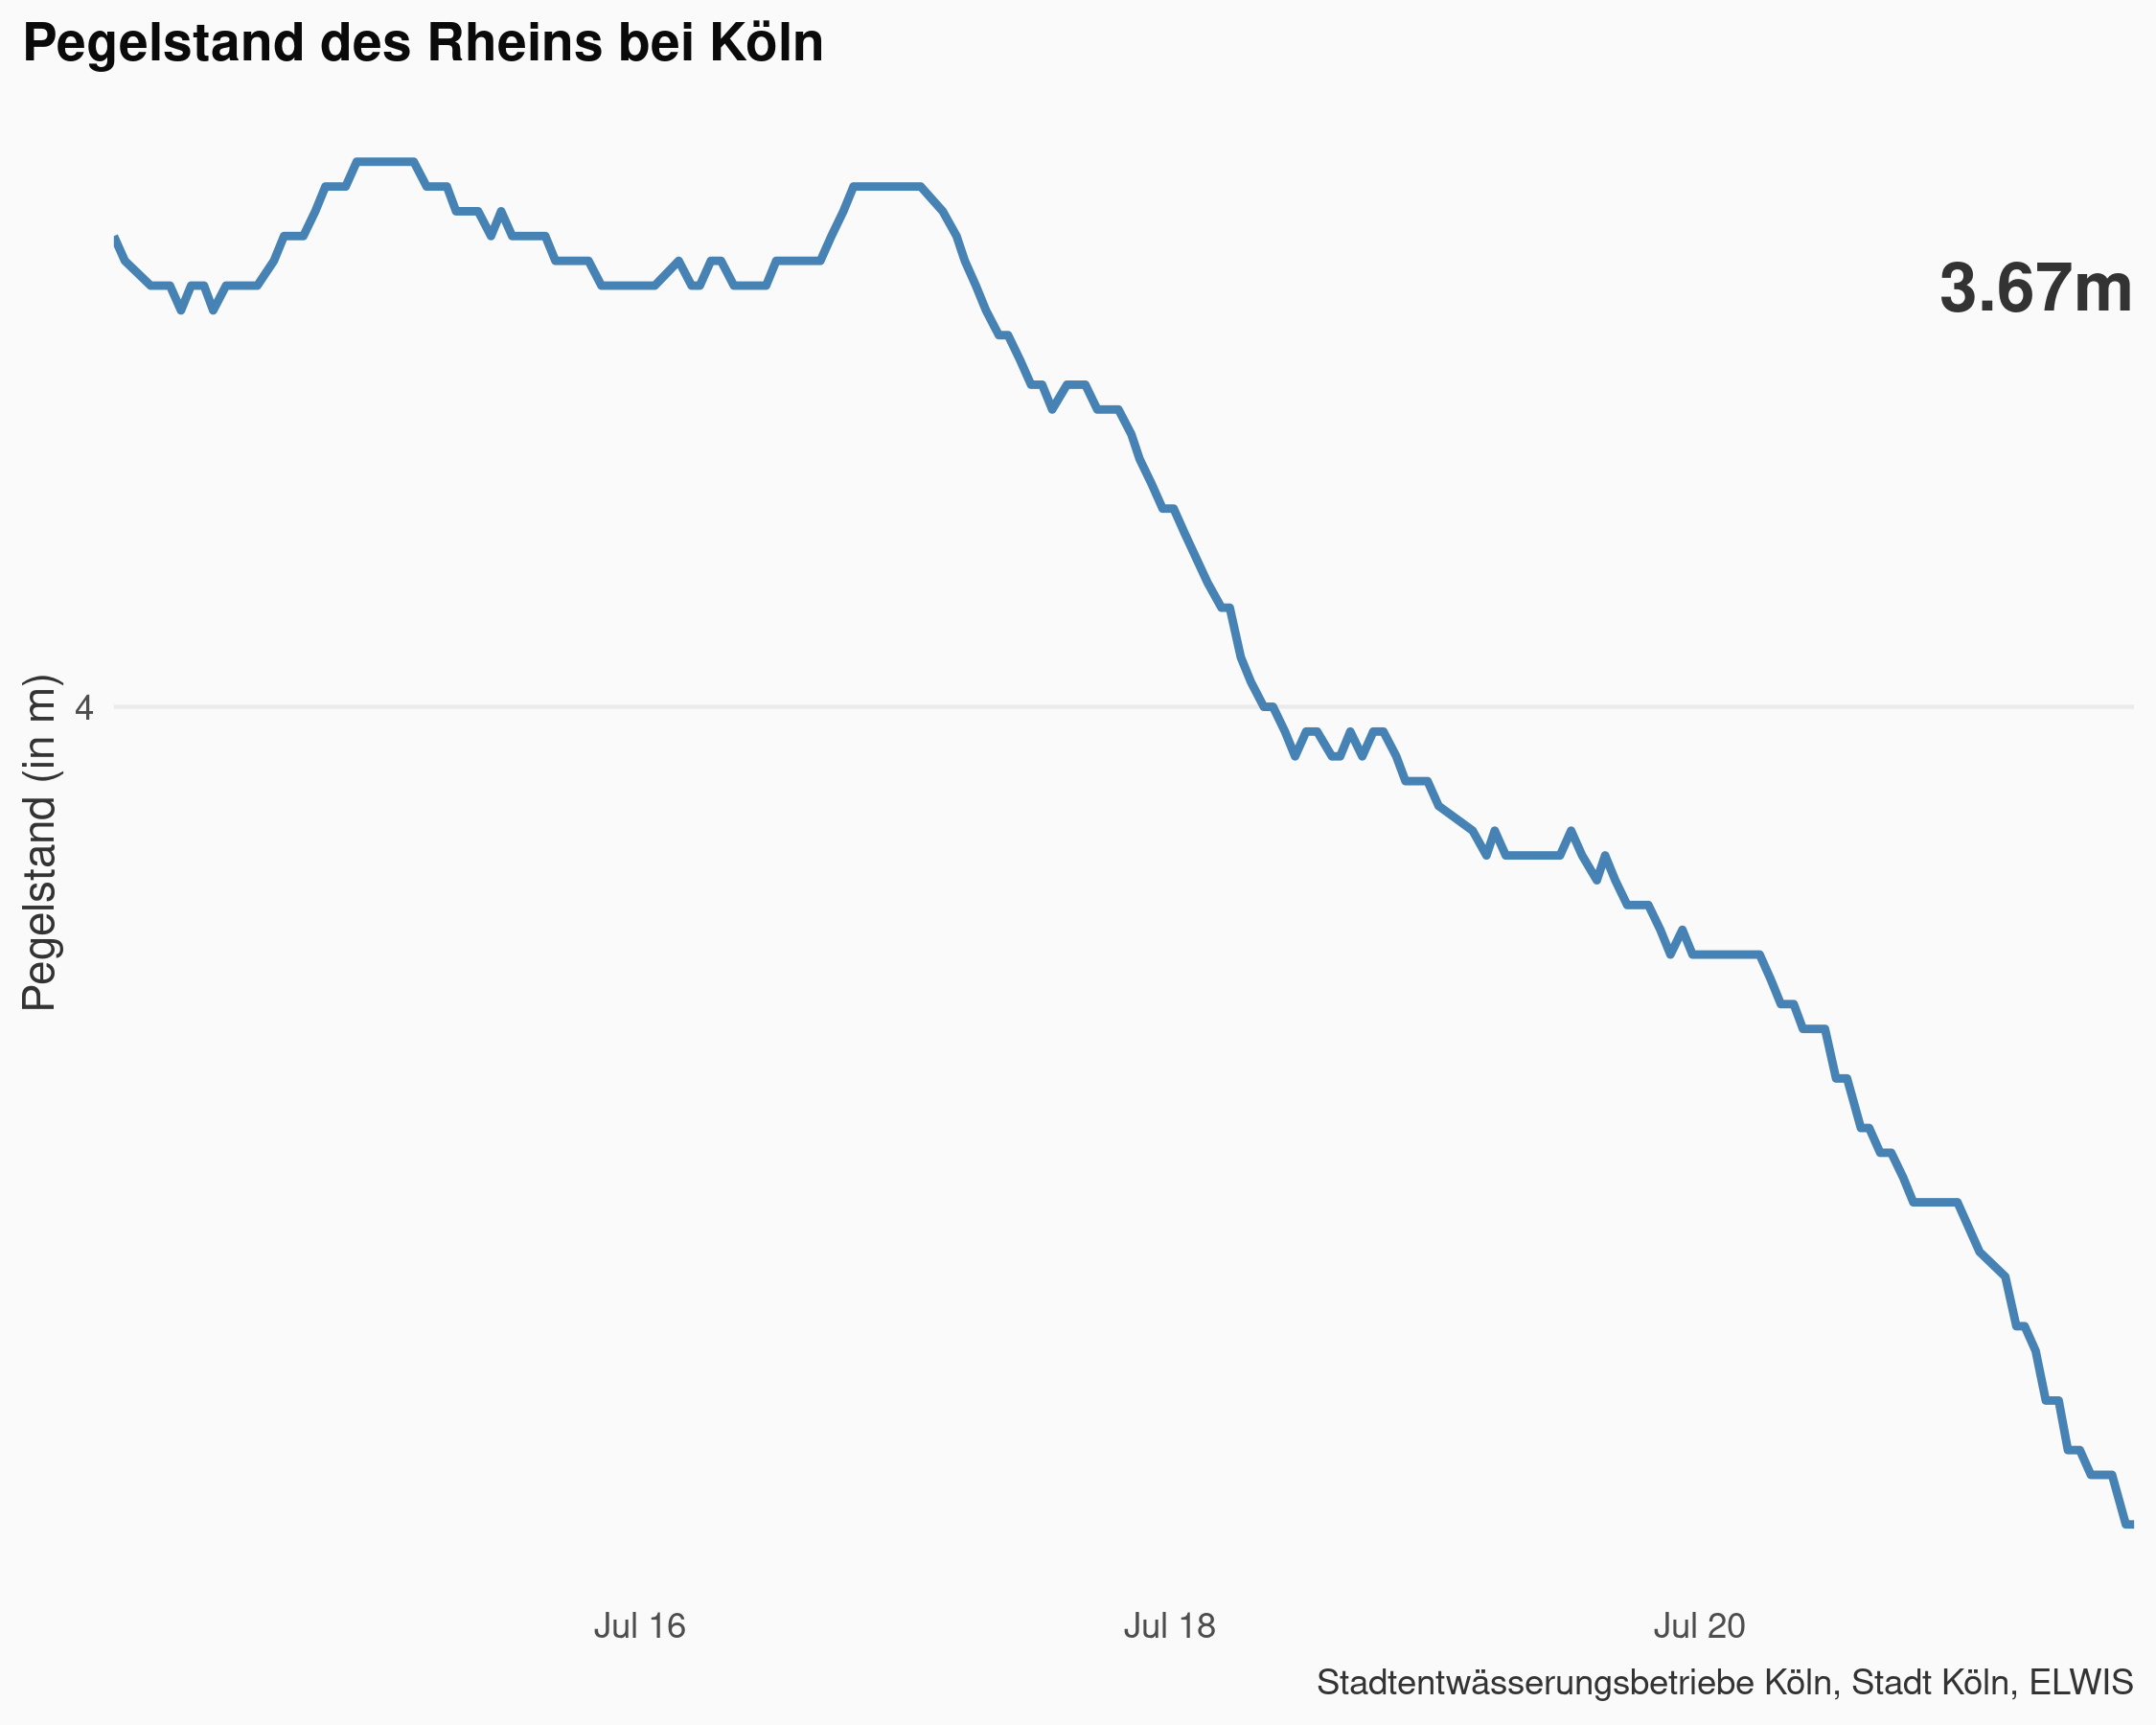 Pegelstand des Rheins bei Köln
3.67m
Pegelstand (in m)
4
Jul 16
Jul 18
Jul 20
Stadtentwässerungsbetriebe Köln, Stadt Köln, ELWIS